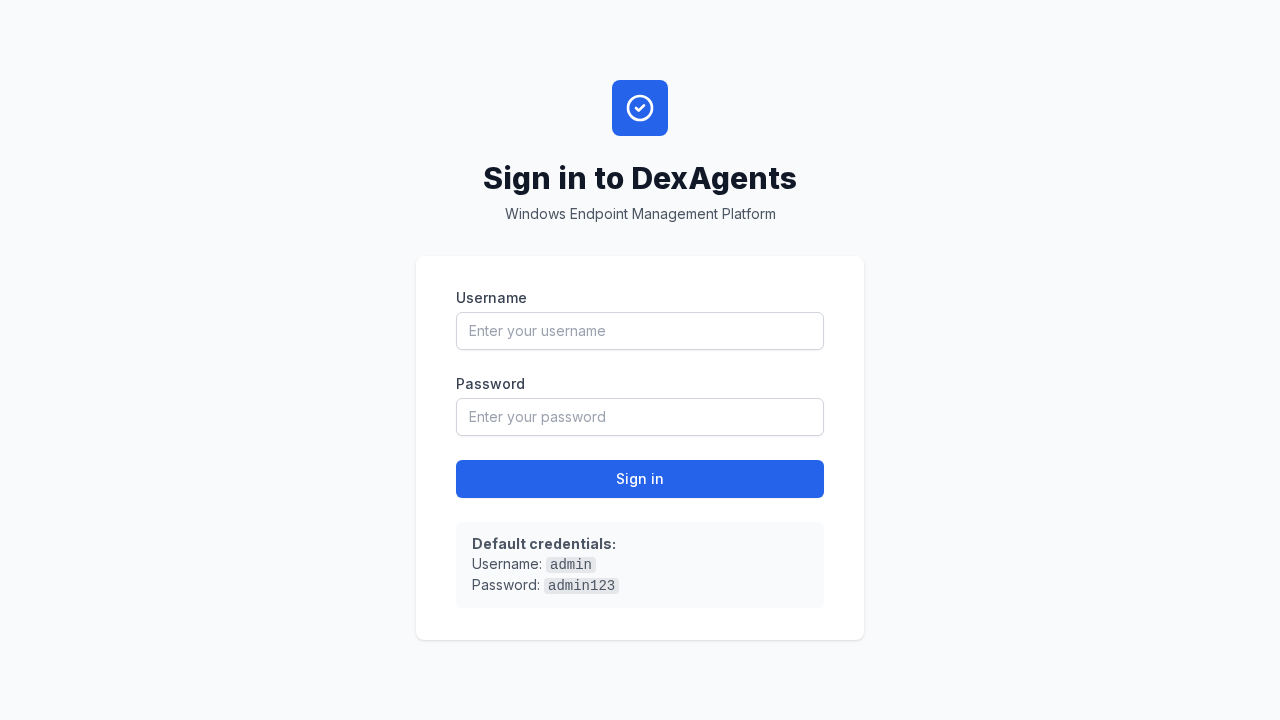 Sign in to DexAgents
Windows Endpoint Management Platform
Username
Enter your username
Password
Enter your password
Sign in
Default credentials:
Username: admin
Password: admin123